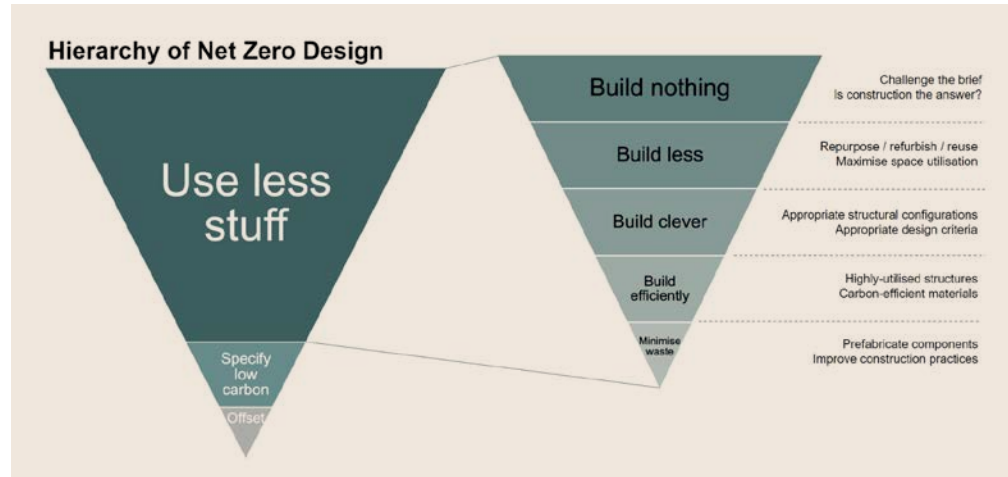 Hierarchy of Net Zero Design
Use less
stuff
Specify
low
carbon
Offset
Build nothing
Challenge the brief
Is construction the answer?
Build less
Repurpose / refurbish / reuse
Maximise space utilisation
Build clever
Appropriate structural configurations
Appropriate design criteria
Build
efficiently
Highly-utilised structures
Carbon-efficient materials
Minimise
waste
Prefabricate components
Improve construction practices